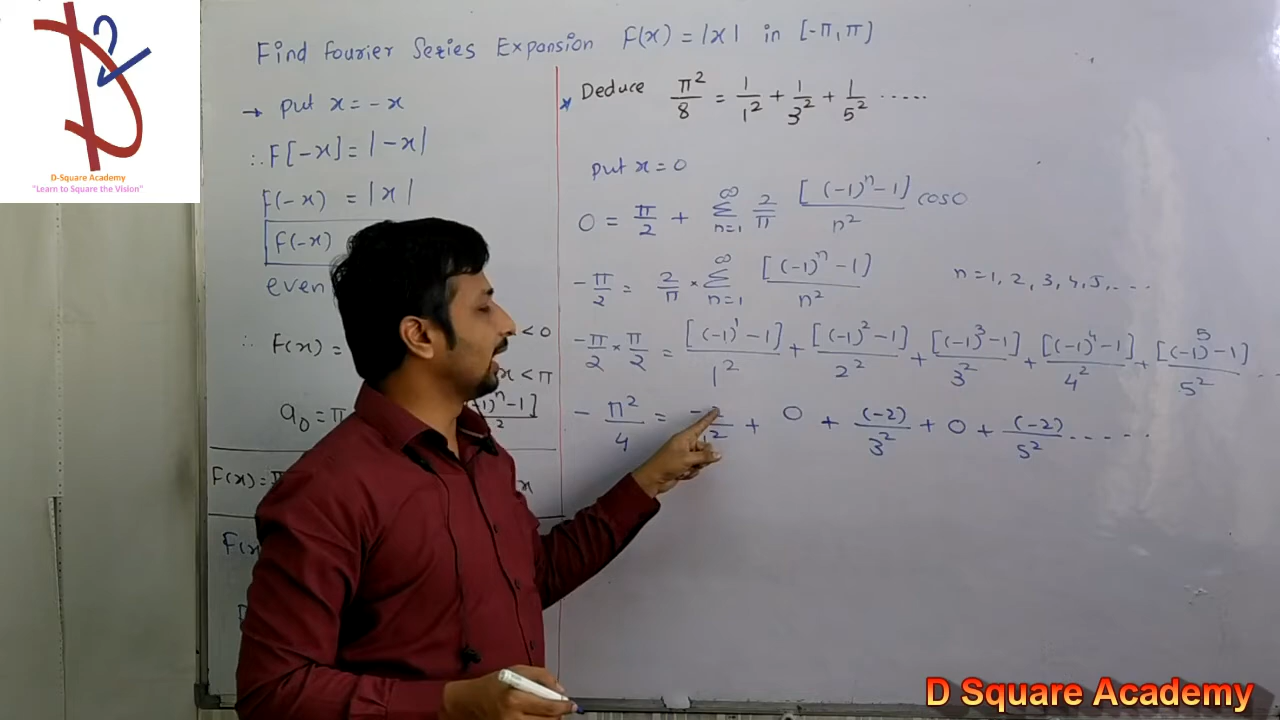 D-Square Academy
"Learn to Square the Vision"
Find Fourier Series Expansion F(x) = |x| in [-π, π]
→ put x = -x
∴ F[-x] = |-x|
F(-x) = |x|
F(-x)
even
∴ F(x) =
< 0
x < π
a₀ = π
(-1)ⁿ - 1]
F(x) = π
x
* Deduce π²/8 = 1/1² + 1/3² + 1/5² .....
put x = 0
0 = π/2 + ∞ Σ n=1 2/π [(-1)ⁿ - 1]/n² cos0
-π/2 = 2/π × ∞ Σ n=1 [(-1)ⁿ - 1]/n² n = 1, 2, 3, 4, 5, ....
-π/2 × π/2 = [(-1)¹ - 1]/1² + [(-1)² - 1]/2² + [(-1)³ - 1]/3² + [(-1)⁴ - 1]/4² + [(-1)⁵ - 1]/5² ...
- π²/4 = -2/1² + 0 + (-2)/3² + 0 + (-2)/5² ......
D Square Academy